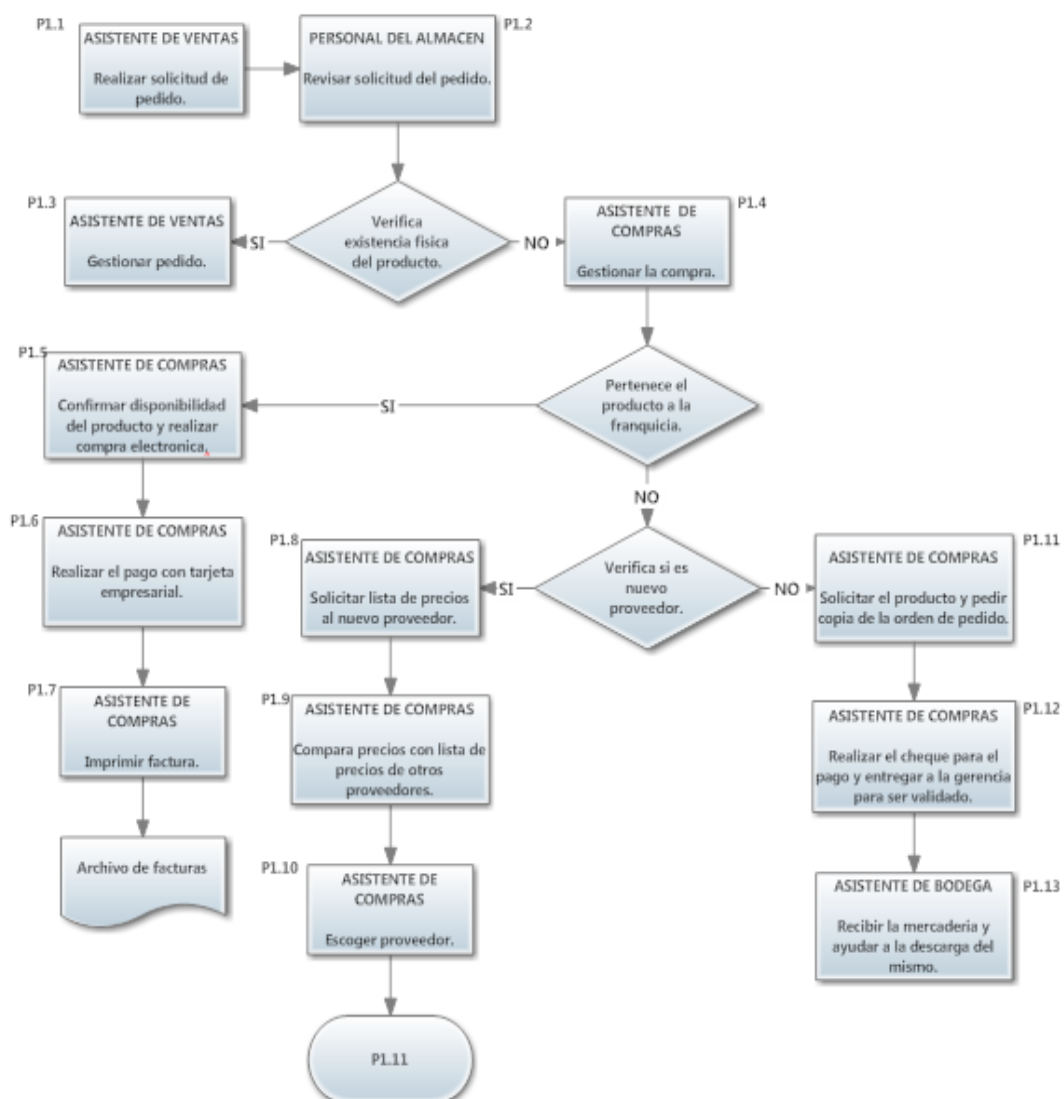 P1.1
ASISTENTE DE VENTAS
Realizar solicitud de
pedido.
PERSONAL DEL ALMACEN
Revisar solicitud del pedido.
P1.2
Verifica
existencia fisica
del producto.
SI
NO
P1.3
ASISTENTE DE VENTAS
Gestionar pedido.
ASISTENTE DE
COMPRAS
Gestionar la compra.
P1.4
Pertenece el
producto a la
franquicia.
SI
NO
P1.5
ASISTENTE DE COMPRAS
Confirmar disponibilidad
del producto y realizar
compra electronica.
P1.6
ASISTENTE DE COMPRAS
Realizar el pago con tarjeta
empresarial.
P1.7
ASISTENTE DE
COMPRAS
Imprimir factura.
Archivo de facturas
Verifica si es
nuevo
proveedor.
SI
NO
P1.8
ASISTENTE DE COMPRAS
Solicitar lista de precios
al nuevo proveedor.
P1.9
ASISTENTE DE COMPRAS
Compara precios con lista de
precios de otros
proveedores.
P1.10
ASISTENTE DE
COMPRAS
Escoger proveedor.
P1.11
P1.11
ASISTENTE DE COMPRAS
Solicitar el producto y pedir
copia de la orden de pedido.
P1.12
ASISTENTE DE COMPRAS
Realizar el cheque para el
pago y entregar a la gerencia
para ser validado.
P1.13
ASISTENTE DE BODEGA
Recibir la mercaderia y
ayudar a la descarga del
mismo.